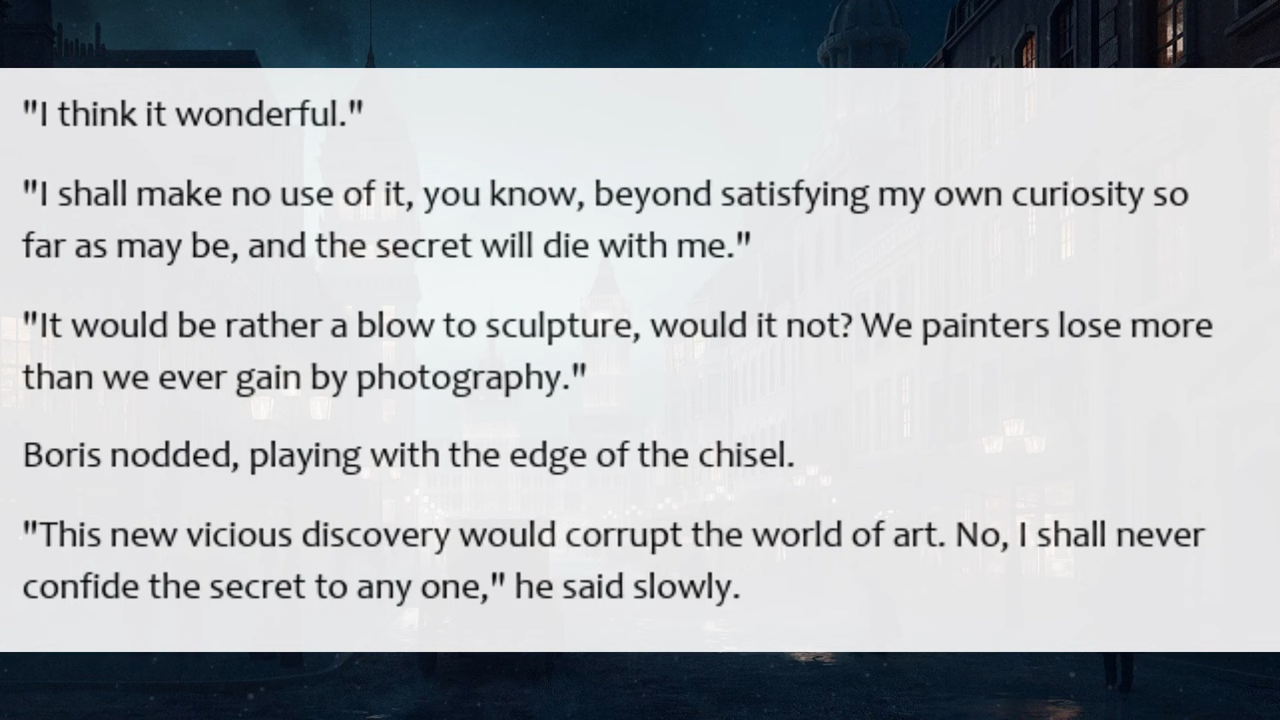 "I think it wonderful."
"I shall make no use of it, you know, beyond satisfying my own curiosity so
far as may be, and the secret will die with me."
"It would be rather a blow to sculpture, would it not? We painters lose more
than we ever gain by photography."
Boris nodded, playing with the edge of the chisel.
"This new vicious discovery would corrupt the world of art. No, I shall never
confide the secret to any one," he said slowly.